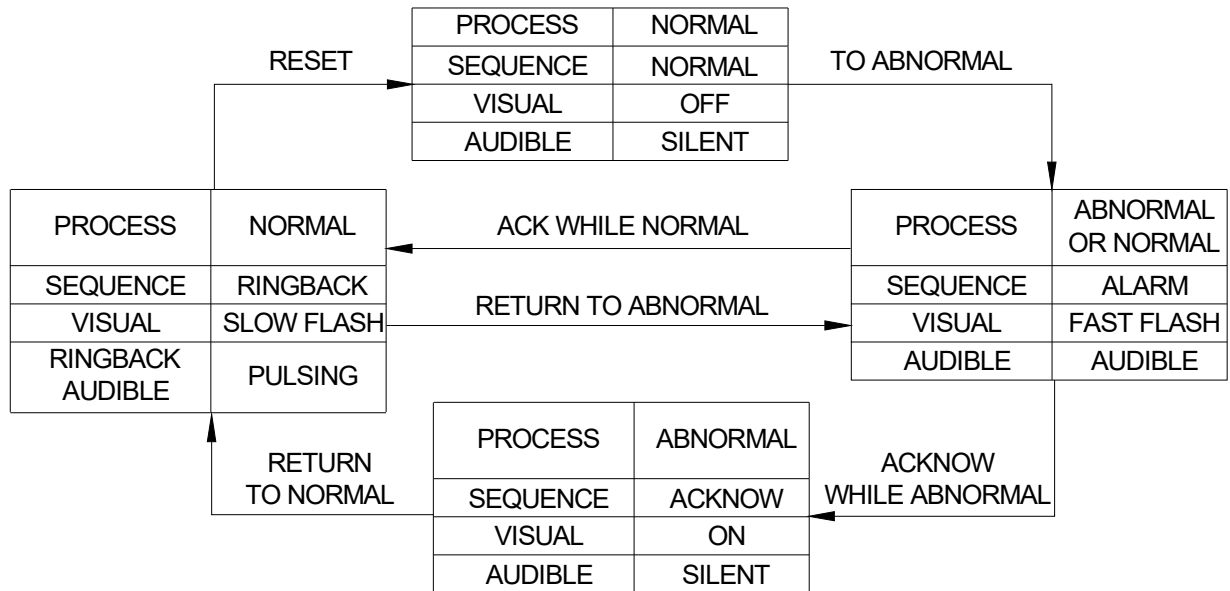 PROCESS NORMAL
RESET
SEQUENCE NORMAL
TO ABNORMAL
VISUAL OFF
AUDIBLE SILENT
PROCESS NORMAL
SEQUENCE RINGBACK
VISUAL SLOW FLASH
RINGBACK
AUDIBLE
PULSING
ACK WHILE NORMAL
RETURN TO ABNORMAL
PROCESS
ABNORMAL
OR NORMAL
SEQUENCE ALARM
VISUAL FAST FLASH
AUDIBLE AUDIBLE
RETURN
TO NORMAL
PROCESS ABNORMAL
SEQUENCE ACKNOW
VISUAL ON
AUDIBLE SILENT
ACKNOW
WHILE ABNORMAL